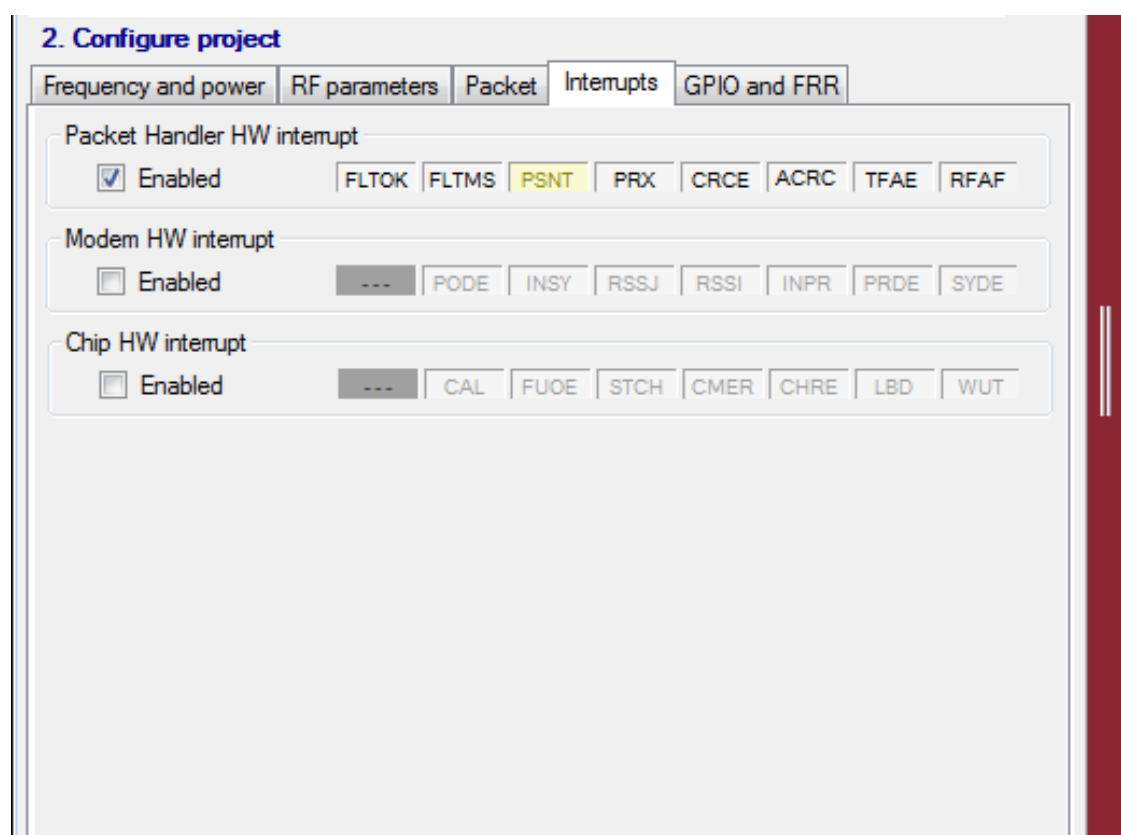 2. Configure project
Frequency and power RF parameters Packet Interrupts GPIO and FRR
Packet Handler HW interrupt
Enabled FLTOK FLTMS PSNT PRX CRCE ACRC TFAE RFAF
Modem HW interrupt
Enabled --- PODE INSY RSSJ RSSI INPR PRDE SYDE
Chip HW interrupt
Enabled --- CAL FUOE STCH CMER CHRE LBD WUT